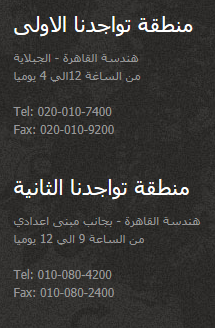 منطقة تواجدنا الاولى
هندسة القاهرة - الجبلاية
من الساعة 12الي 4 يوميا
Tel: 020-010-7400
Fax: 020-010-9200
منطقة تواجدنا الثانية
هندسة القاهرة - بجانب مبنى اعدادي
من الساعة 9 الي 12 يوميا
Tel: 010-080-4200
Fax: 010-080-2400